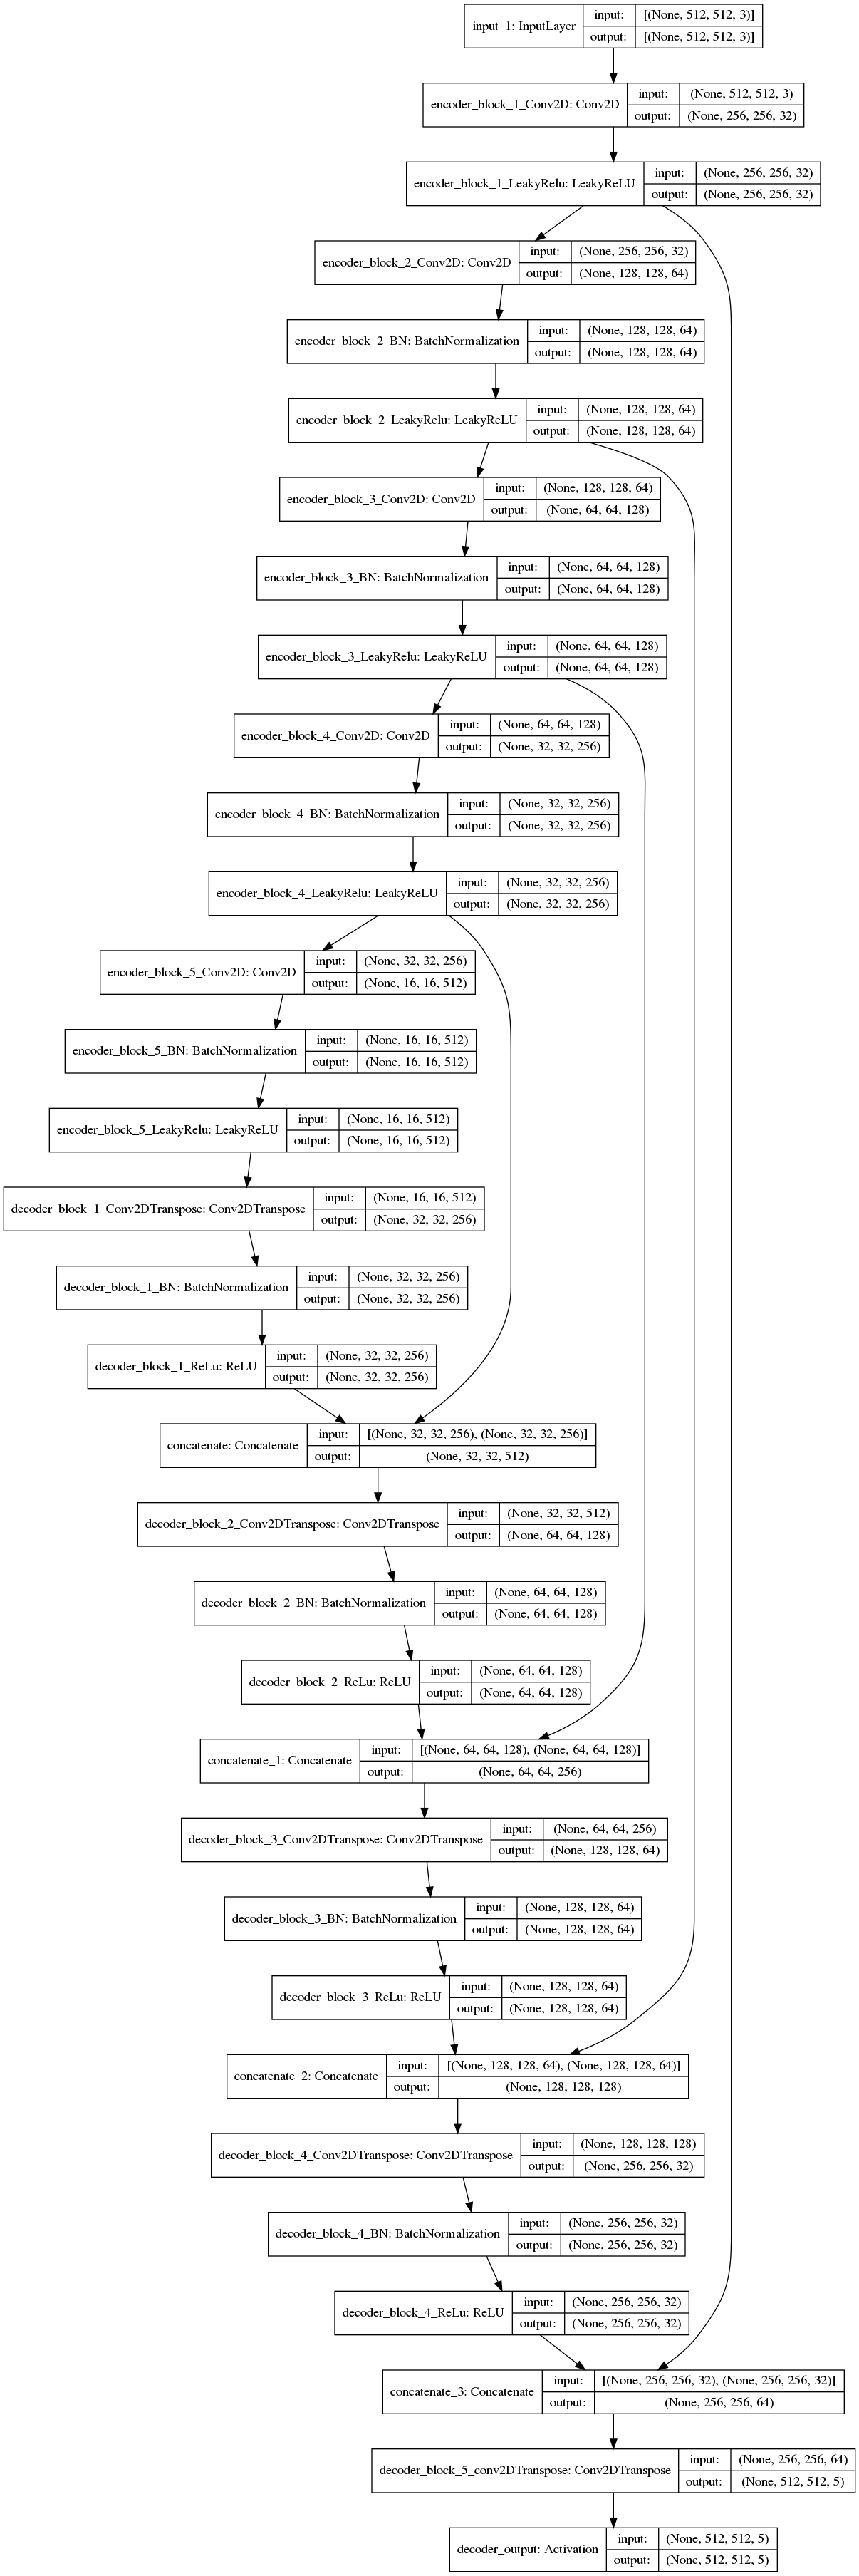 input_1: InputLayer
input: [(None, 512, 512, 3)]
output: [(None, 512, 512, 3)]
encoder_block_1_Conv2D: Conv2D
input: (None, 512, 512, 3)
output: (None, 256, 256, 32)
encoder_block_1_LeakyRelu: LeakyReLU
input: (None, 256, 256, 32)
output: (None, 256, 256, 32)
encoder_block_2_Conv2D: Conv2D
input: (None, 256, 256, 32)
output: (None, 128, 128, 64)
encoder_block_2_BN: BatchNormalization
input: (None, 128, 128, 64)
output: (None, 128, 128, 64)
encoder_block_2_LeakyRelu: LeakyReLU
input: (None, 128, 128, 64)
output: (None, 128, 128, 64)
encoder_block_3_Conv2D: Conv2D
input: (None, 128, 128, 64)
output: (None, 64, 64, 128)
encoder_block_3_BN: BatchNormalization
input: (None, 64, 64, 128)
output: (None, 64, 64, 128)
encoder_block_3_LeakyRelu: LeakyReLU
input: (None, 64, 64, 128)
output: (None, 64, 64, 128)
encoder_block_4_Conv2D: Conv2D
input: (None, 64, 64, 128)
output: (None, 32, 32, 256)
encoder_block_4_BN: BatchNormalization
input: (None, 32, 32, 256)
output: (None, 32, 32, 256)
encoder_block_4_LeakyRelu: LeakyReLU
input: (None, 32, 32, 256)
output: (None, 32, 32, 256)
encoder_block_5_Conv2D: Conv2D
input: (None, 32, 32, 256)
output: (None, 16, 16, 512)
encoder_block_5_BN: BatchNormalization
input: (None, 16, 16, 512)
output: (None, 16, 16, 512)
encoder_block_5_LeakyRelu: LeakyReLU
input: (None, 16, 16, 512)
output: (None, 16, 16, 512)
decoder_block_1_Conv2DTranspose: Conv2DTranspose
input: (None, 16, 16, 512)
output: (None, 32, 32, 256)
decoder_block_1_BN: BatchNormalization
input: (None, 32, 32, 256)
output: (None, 32, 32, 256)
decoder_block_1_ReLu: ReLU
input: (None, 32, 32, 256)
output: (None, 32, 32, 256)
concatenate: Concatenate
input: [(None, 32, 32, 256), (None, 32, 32, 256)]
output: (None, 32, 32, 512)
decoder_block_2_Conv2DTranspose: Conv2DTranspose
input: (None, 32, 32, 512)
output: (None, 64, 64, 128)
decoder_block_2_BN: BatchNormalization
input: (None, 64, 64, 128)
output: (None, 64, 64, 128)
decoder_block_2_ReLu: ReLU
input: (None, 64, 64, 128)
output: (None, 64, 64, 128)
concatenate_1: Concatenate
input: [(None, 64, 64, 128), (None, 64, 64, 128)]
output: (None, 64, 64, 256)
decoder_block_3_Conv2DTranspose: Conv2DTranspose
input: (None, 64, 64, 256)
output: (None, 128, 128, 64)
decoder_block_3_BN: BatchNormalization
input: (None, 128, 128, 64)
output: (None, 128, 128, 64)
decoder_block_3_ReLu: ReLU
input: (None, 128, 128, 64)
output: (None, 128, 128, 64)
concatenate_2: Concatenate
input: [(None, 128, 128, 64), (None, 128, 128, 64)]
output: (None, 128, 128, 128)
decoder_block_4_Conv2DTranspose: Conv2DTranspose
input: (None, 128, 128, 128)
output: (None, 256, 256, 32)
decoder_block_4_BN: BatchNormalization
input: (None, 256, 256, 32)
output: (None, 256, 256, 32)
decoder_block_4_ReLu: ReLU
input: (None, 256, 256, 32)
output: (None, 256, 256, 32)
concatenate_3: Concatenate
input: [(None, 256, 256, 32), (None, 256, 256, 32)]
output: (None, 256, 256, 64)
decoder_block_5_conv2DTranspose: Conv2DTranspose
input: (None, 256, 256, 64)
output: (None, 512, 512, 5)
decoder_output: Activation
input: (None, 512, 512, 5)
output: (None, 512, 512, 5)